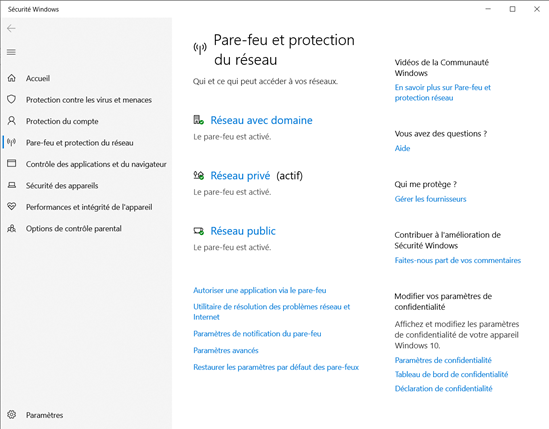 Sécurité Windows
Accueil
Protection contre les virus et menaces
Protection du compte
Pare-feu et protection du réseau
Contrôle des applications et du navigateur
Sécurité des appareils
Performances et intégrité de l'appareil
Options de contrôle parental
Paramètres
Pare-feu et protection
du réseau
Qui et ce qui peut accéder à vos réseaux.
Réseau avec domaine
Le pare-feu est activé.
Réseau privé (actif)
Le pare-feu est activé.
Réseau public
Le pare-feu est activé.
Autoriser une application via le pare-feu
Utilitaire de résolution des problèmes réseau et
Internet
Paramètres de notification du pare-feu
Paramètres avancés
Restaurer les paramètres par défaut des pare-feux
Vidéos de la Communauté
Windows
En savoir plus sur Pare-feu et
protection réseau
Vous avez des questions ?
Aide
Qui me protège ?
Gérer les fournisseurs
Contribuer à l'amélioration de
Sécurité Windows
Faites-nous part de vos commentaires
Modifier vos paramètres de
confidentialité
Affichez et modifiez les paramètres
de confidentialité de votre appareil
Windows 10.
Paramètres de confidentialité
Tableau de bord de confidentialité
Déclaration de confidentialité